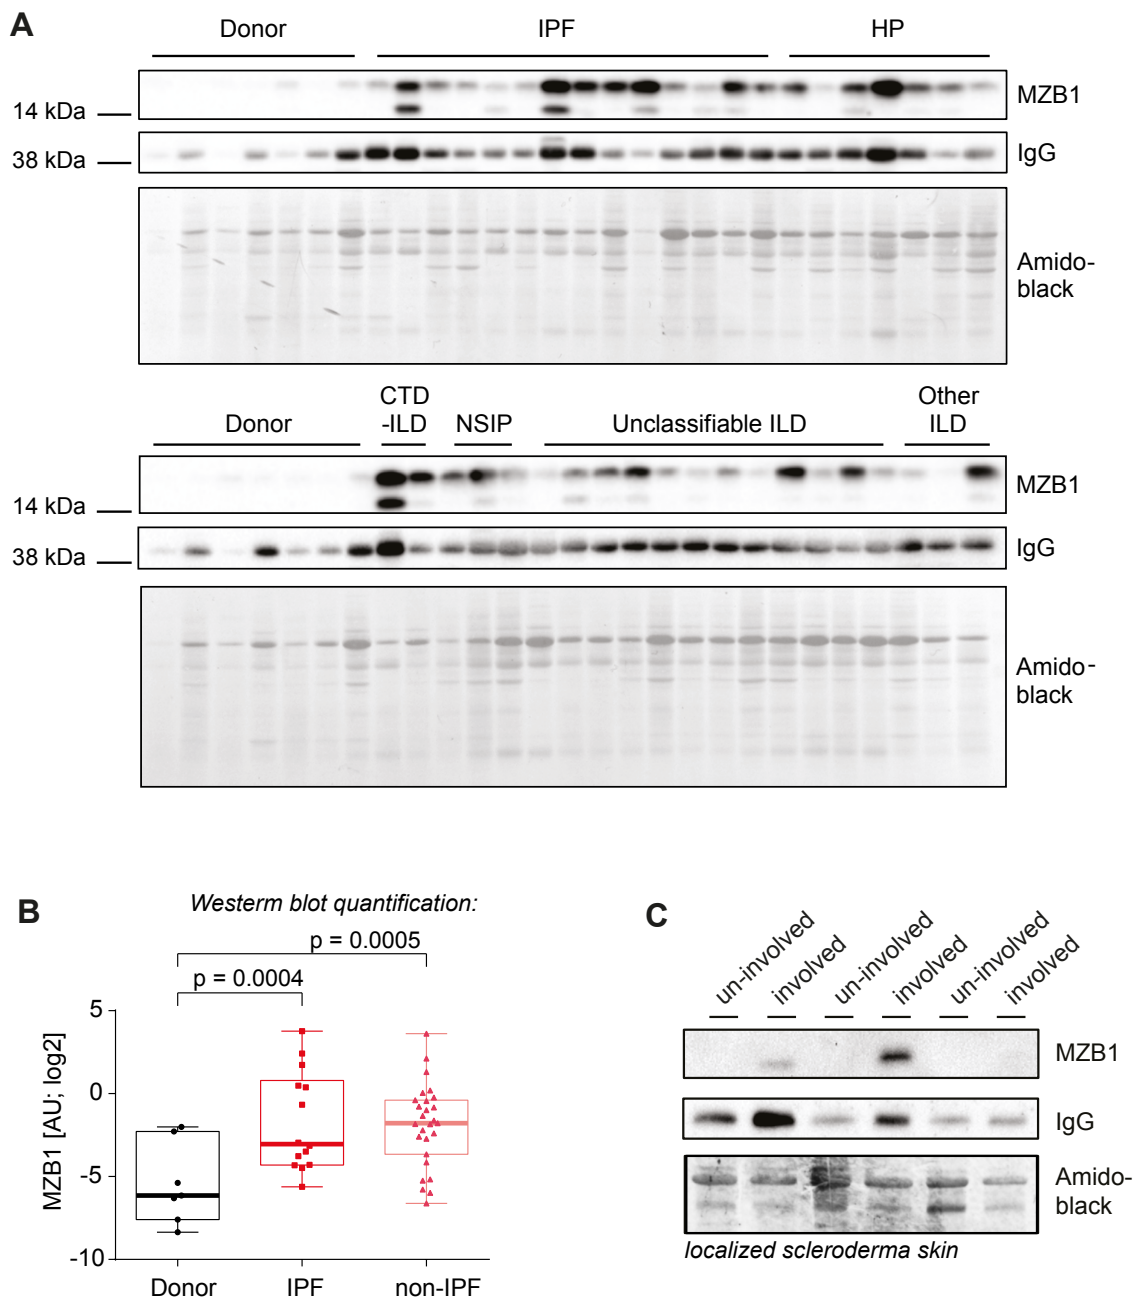 A
Donor IPF HP
MZB1
14 kDa
IgG
38 kDa
Amido-
black
CTD Other
Donor -ILD NSIP Unclassifiable ILD ILD
MZB1
14 kDa
IgG
38 kDa
Amido-
black
B
Westerm blot quantification:
p = 0.0005
p = 0.0004
MZB1 [AU; log2]
5
0
-5
-10
Donor IPF non-IPF
C
un-involved involved un-involved involved un-involved involved
MZB1
IgG
Amido-
black
localized scleroderma skin